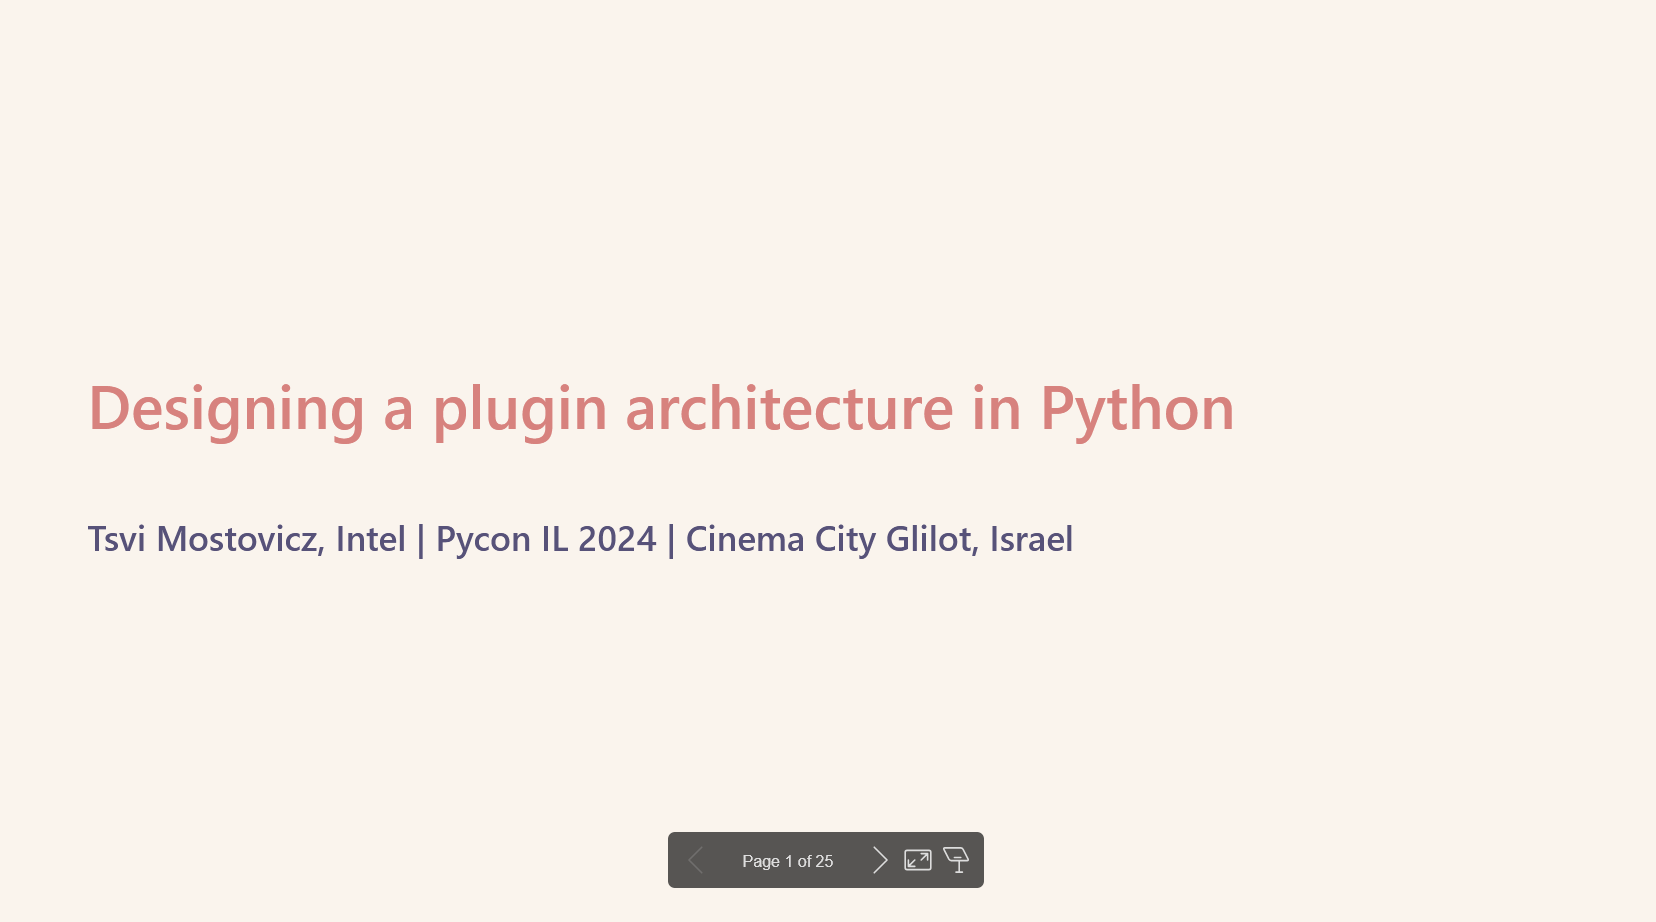 Designing a plugin architecture in Python
Tsvi Mostovicz, Intel | Pycon IL 2024 | Cinema City Glilot, Israel
Page 1 of 25